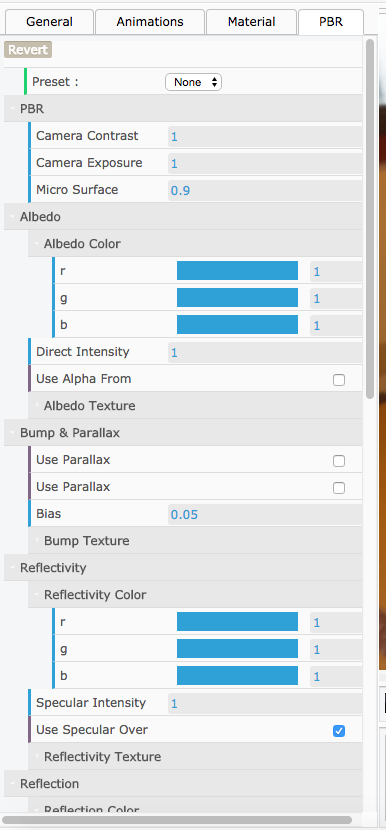 General Animations Material PBR
Revert
Preset : None
PBR
Camera Contrast 1
Camera Exposure 1
Micro Surface 0.9
Albedo
Albedo Color
r 1
g 1
b 1
Direct Intensity 1
Use Alpha From
Albedo Texture
Bump & Parallax
Use Parallax
Use Parallax
Bias 0.05
Bump Texture
Reflectivity
Reflectivity Color
r 1
g 1
b 1
Specular Intensity 1
Use Specular Over
Reflectivity Texture
Reflection
Reflection Color